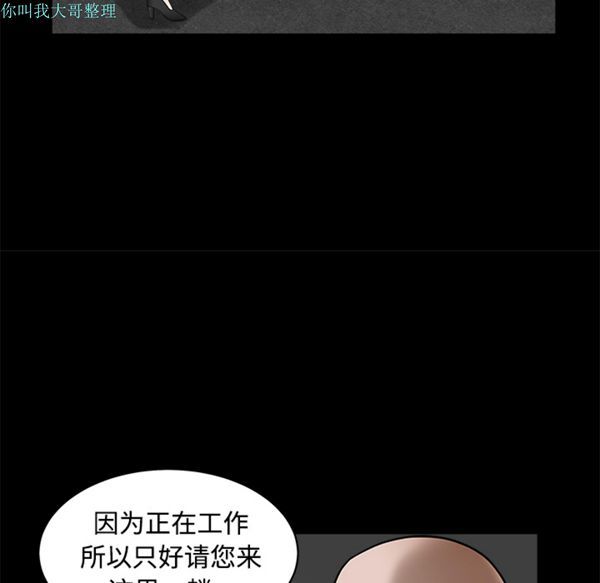 你叫我大哥整理
因为正在工作
所以只好请您来